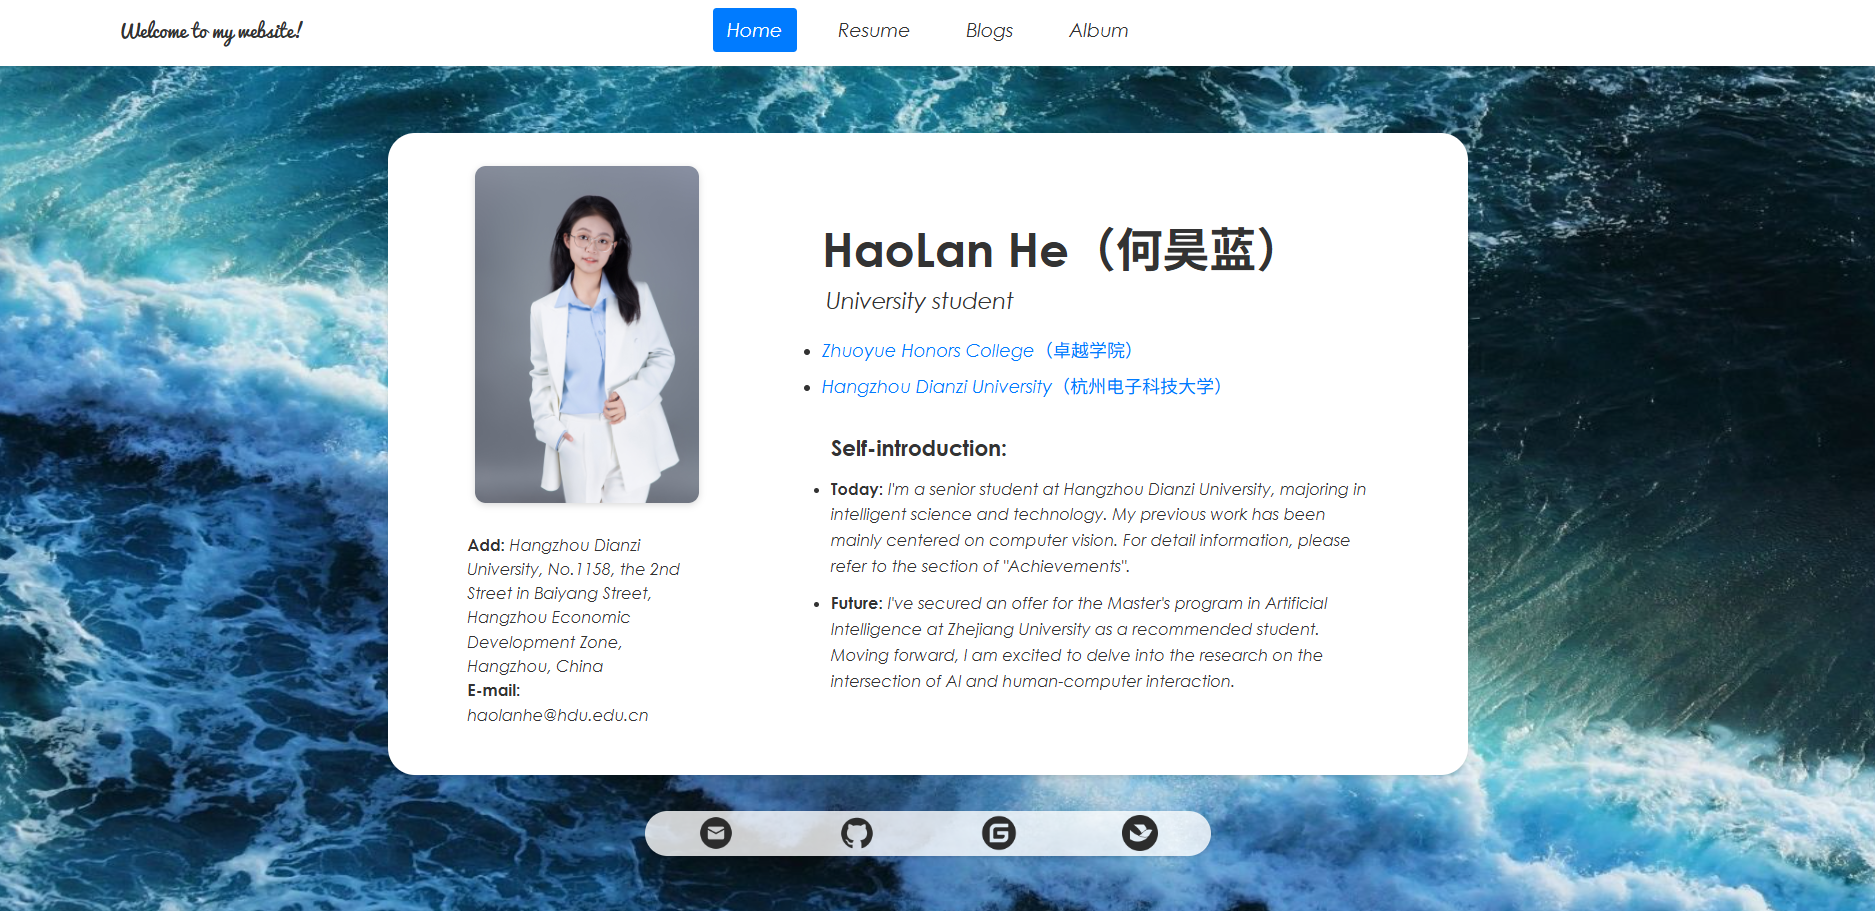 Welcome to my website!
Home
Resume
Blogs
Album
HaoLan He（何昊蓝）
University student
Zhuoyue Honors College（卓越学院）
Hangzhou Dianzi University（杭州电子科技大学）
Self-introduction:
Today: I'm a senior student at Hangzhou Dianzi University, majoring in
intelligent science and technology. My previous work has been
mainly centered on computer vision. For detail information, please
refer to the section of "Achievements".
Future: I've secured an offer for the Master's program in Artificial
Intelligence at Zhejiang University as a recommended student.
Moving forward, I am excited to delve into the research on the
intersection of AI and human-computer interaction.
Add: Hangzhou Dianzi
University, No.1158, the 2nd
Street in Baiyang Street,
Hangzhou Economic
Development Zone,
Hangzhou, China
E-mail:
haolanhe@hdu.edu.cn